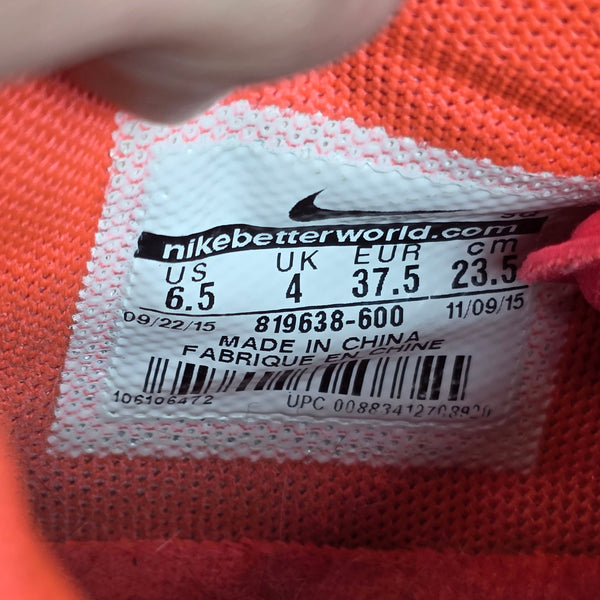 nikebetterworld.com
US UK EUR cm
6.5 4 37.5 23.5
09/22/15 819638-600 11/09/15
MADE IN CHINA
FABRIQUE EN CHINE
106106472 UPC